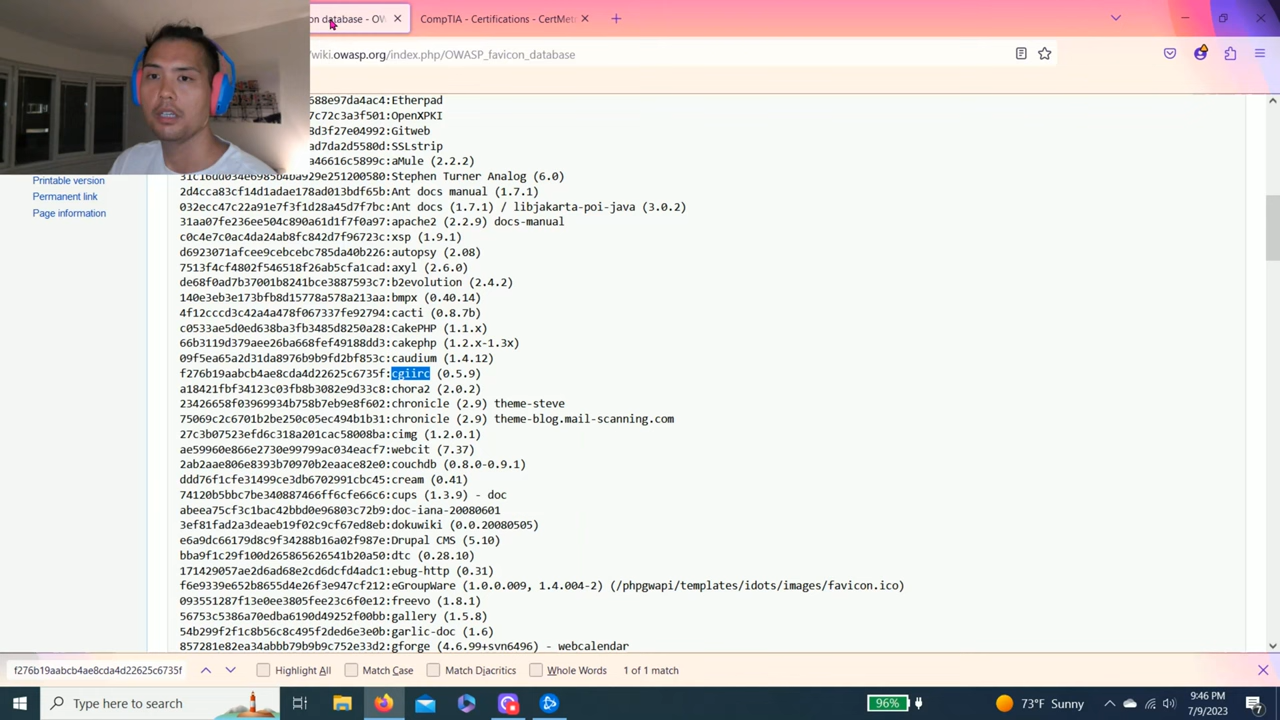 on database - OW
CompTIA - Certifications - CertMet
wiki.owasp.org/index.php/OWASP_favicon_database
688e97da4ac4:Etherpad
7c72c3a3f501:OpenXPKI
8d3f27e04992:Gitweb
ad7da2d5580d:SSLstrip
a46616c5899c:aMule (2.2.2)
31c16dd034e6985b4ba929e251200580:Stephen Turner Analog (6.0)
Printable version
2d4cca83cf14d1adae178ad013bdf65b:Ant docs manual (1.7.1)
Permanent link
032ecc47c22a91e7f3f1d28a45d7f7bc:Ant docs (1.7.1) / libjakarta-poi-java (3.0.2)
Page information
31aa07fe236ee504c890a61d1f7f0a97:apache2 (2.2.9) docs-manual
c0c4e7c0ac4da24ab8fc842d7f96723c:xsp (1.9.1)
d6923071afcee9cebcebc785da40b226:autopsy (2.08)
7513f4cf4802f546518f26ab5cfa1cad:axyl (2.6.0)
de68f0ad7b37001b8241bce3887593c7:b2evolution (2.4.2)
140e3eb3e173bfb8d15778a578a213aa:bmpx (0.40.14)
4f12cccd3c42a4a478f067337fe92794:cacti (0.8.7b)
c0533ae5d0ed638ba3fb3485d8250a28:CakePHP (1.1.x)
66b3119d379aee26ba668fef49188dd3:cakephp (1.2.x-1.3x)
09f5ea65a2d31da8976b9b9fd2bf853c:caudium (1.4.12)
f276b19aabcb4ae8cda4d22625c6735f:cgiirc (0.5.9)
a18421fbf34123c03fb8b3082e9d33c8:chora2 (2.0.2)
23426658f03969934b758b7eb9e8f602:chronicle (2.9) theme-steve
75069c2c6701b2be250c05ec494b1b31:chronicle (2.9) theme-blog.mail-scanning.com
27c3b07523efd6c318a201cac58008ba:cimg (1.2.0.1)
ae59960e866e2730e99799ac034eacf7:webcit (7.37)
2ab2aae806e8393b70970b2eaace82e0:couchdb (0.8.0-0.9.1)
ddd76f1cfe31499ce3db6702991cbc45:cream (0.41)
74120b5bbc7be340887466ff6cfe66c6:cups (1.3.9) - doc
abeea75cf3c1bac42bbd0e96803c72b9:doc-iana-20080601
3ef81fad2a3deaeb19f02c9cf67ed8eb:dokuwiki (0.0.20080505)
e6a9dc66179d8c9f34288b16a02f987e:Drupal CMS (5.10)
bba9f1c29f100d265865626541b20a50:dtc (0.28.10)
171429057ae2d6ad68e2cd6dcfd4adc1:ebug-http (0.31)
f6e9339e652b8655d4e26f3e947cf212:eGroupWare (1.0.0.009, 1.4.004-2) (/phpgwapi/templates/idots/images/favicon.ico)
093551287f13e0ee3805fee23c6f0e12:freevo (1.8.1)
56753c5386a70edba6190d49252f00bb:gallery (1.5.8)
54b299f2f1c8b56c8c495f2ded6e3e0b:garlic-doc (1.6)
857281e82ea34abbb79b9b9c752e33d2:gforge (4.6.99+svn6496) - webcalendar
f276b19aabcb4ae8cda4d22625c6735f Highlight All Match Case Match Diacritics Whole Words 1 of 1 match
Type here to search
96%
73°F Sunny
9:46 PM
7/9/2023
7